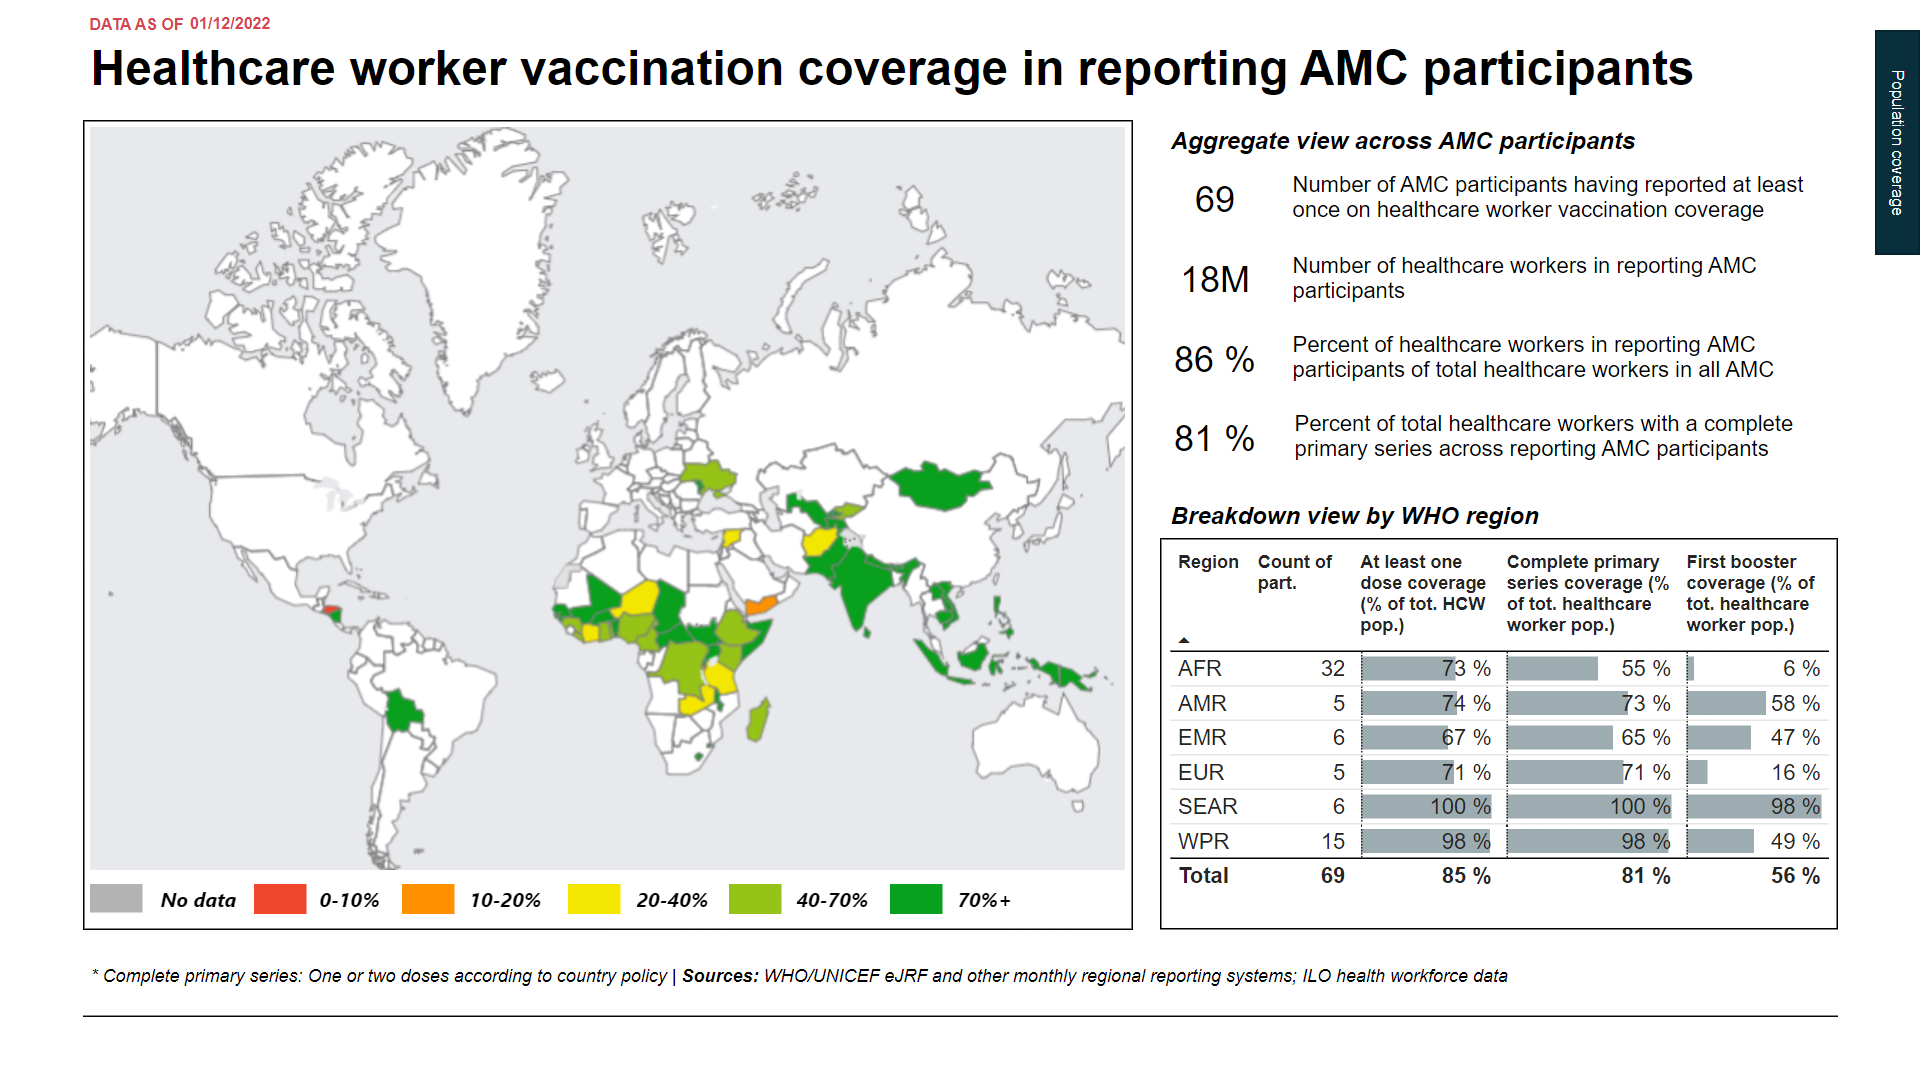 DATA AS OF 01/12/2022
Healthcare worker vaccination coverage in reporting AMC participants
Population coverage
No data
0-10%
10-20%
20-40%
40-70%
70%+
Aggregate view across AMC participants
69
Number of AMC participants having reported at least
once on healthcare worker vaccination coverage
18M
Number of healthcare workers in reporting AMC
participants
86 %
Percent of healthcare workers in reporting AMC
participants of total healthcare workers in all AMC
81 %
Percent of total healthcare workers with a complete
primary series across reporting AMC participants
Breakdown view by WHO region
Region
Count of
part.
At least one
dose coverage
(% of tot. HCW
pop.)
Complete primary
series coverage (%
of tot. healthcare
worker pop.)
First booster
coverage (% of
tot. healthcare
worker pop.)
AFR 32 73 % 55 % 6 %
AMR 5 74 % 73 % 58 %
EMR 6 67 % 65 % 47 %
EUR 5 71 % 71 % 16 %
SEAR 6 100 % 100 % 98 %
WPR 15 98 % 98 % 49 %
Total 69 85 % 81 % 56 %
* Complete primary series: One or two doses according to country policy | Sources: WHO/UNICEF eJRF and other monthly regional reporting systems; ILO health workforce data